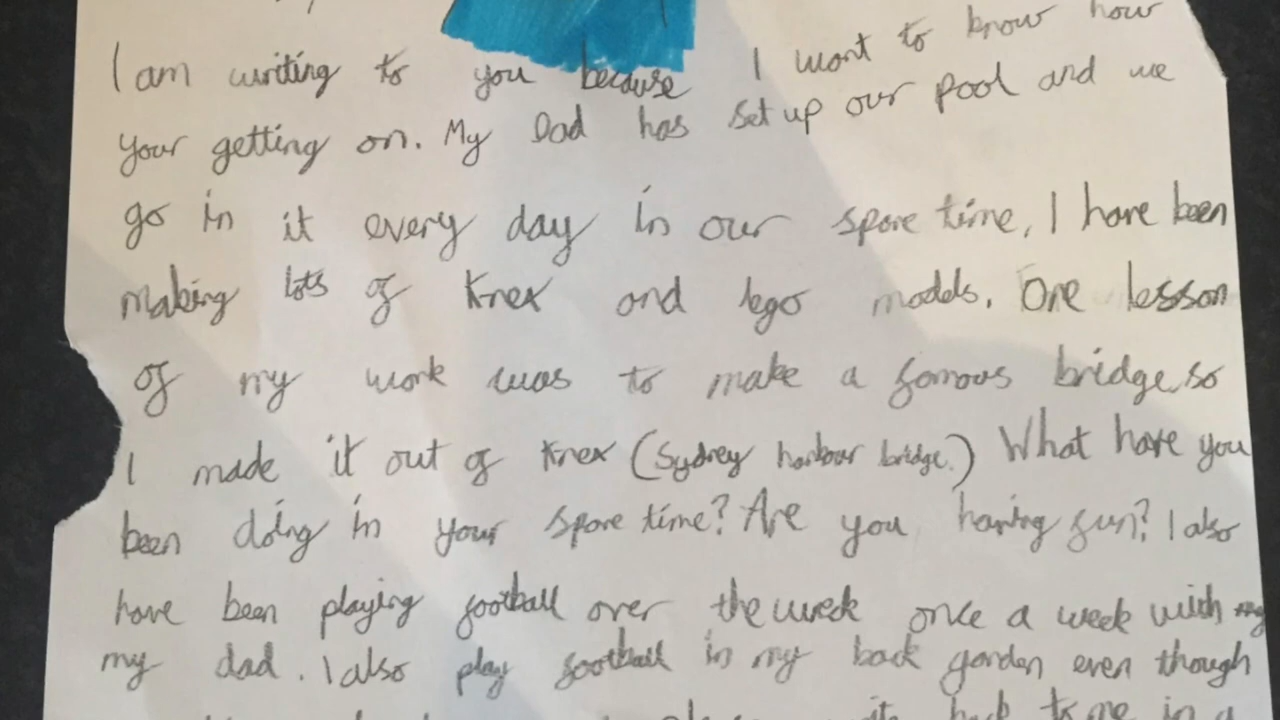 I am writing to you because I want to know how
your getting on. My Dad has set up our pool and we
go in it every day in our spare time. I have been
making lots of Knex and lego models. One lesson
of my work was to make a famous bridge so
I made it out of Knex (Sydney harbour bridge.) What have you
been doing in your spare time? Are you having fun? I also
have been playing football over the week once a week with
my dad. I also play football in my back garden even though
back to me in a